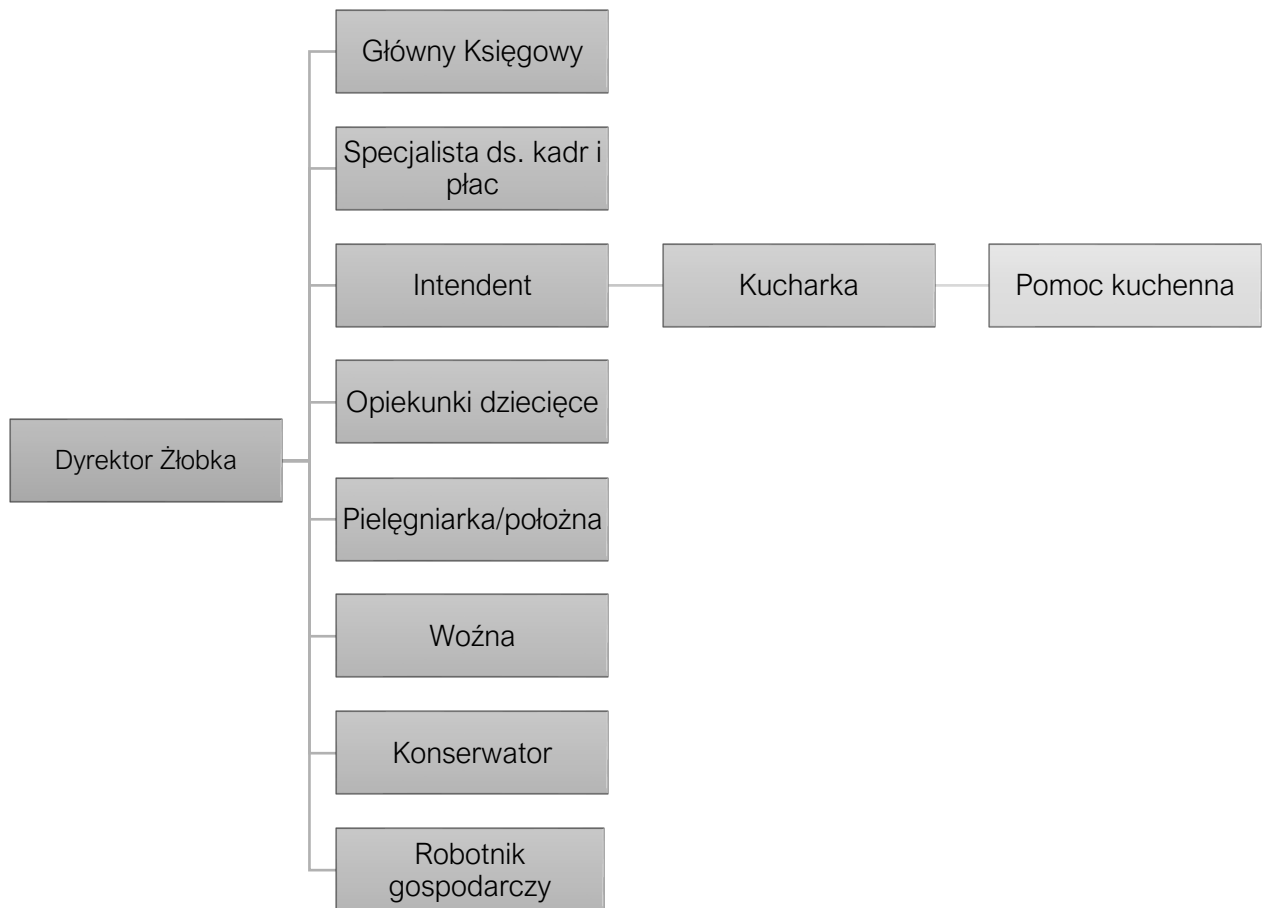 Główny Księgowy
Specjalista ds. kadr i
płac
Intendent
Kucharka
Pomoc kuchenna
Opiekunki dziecięce
Dyrektor Żłobka
Pielęgniarka/położna
Woźna
Konserwator
Robotnik
gospodarczy